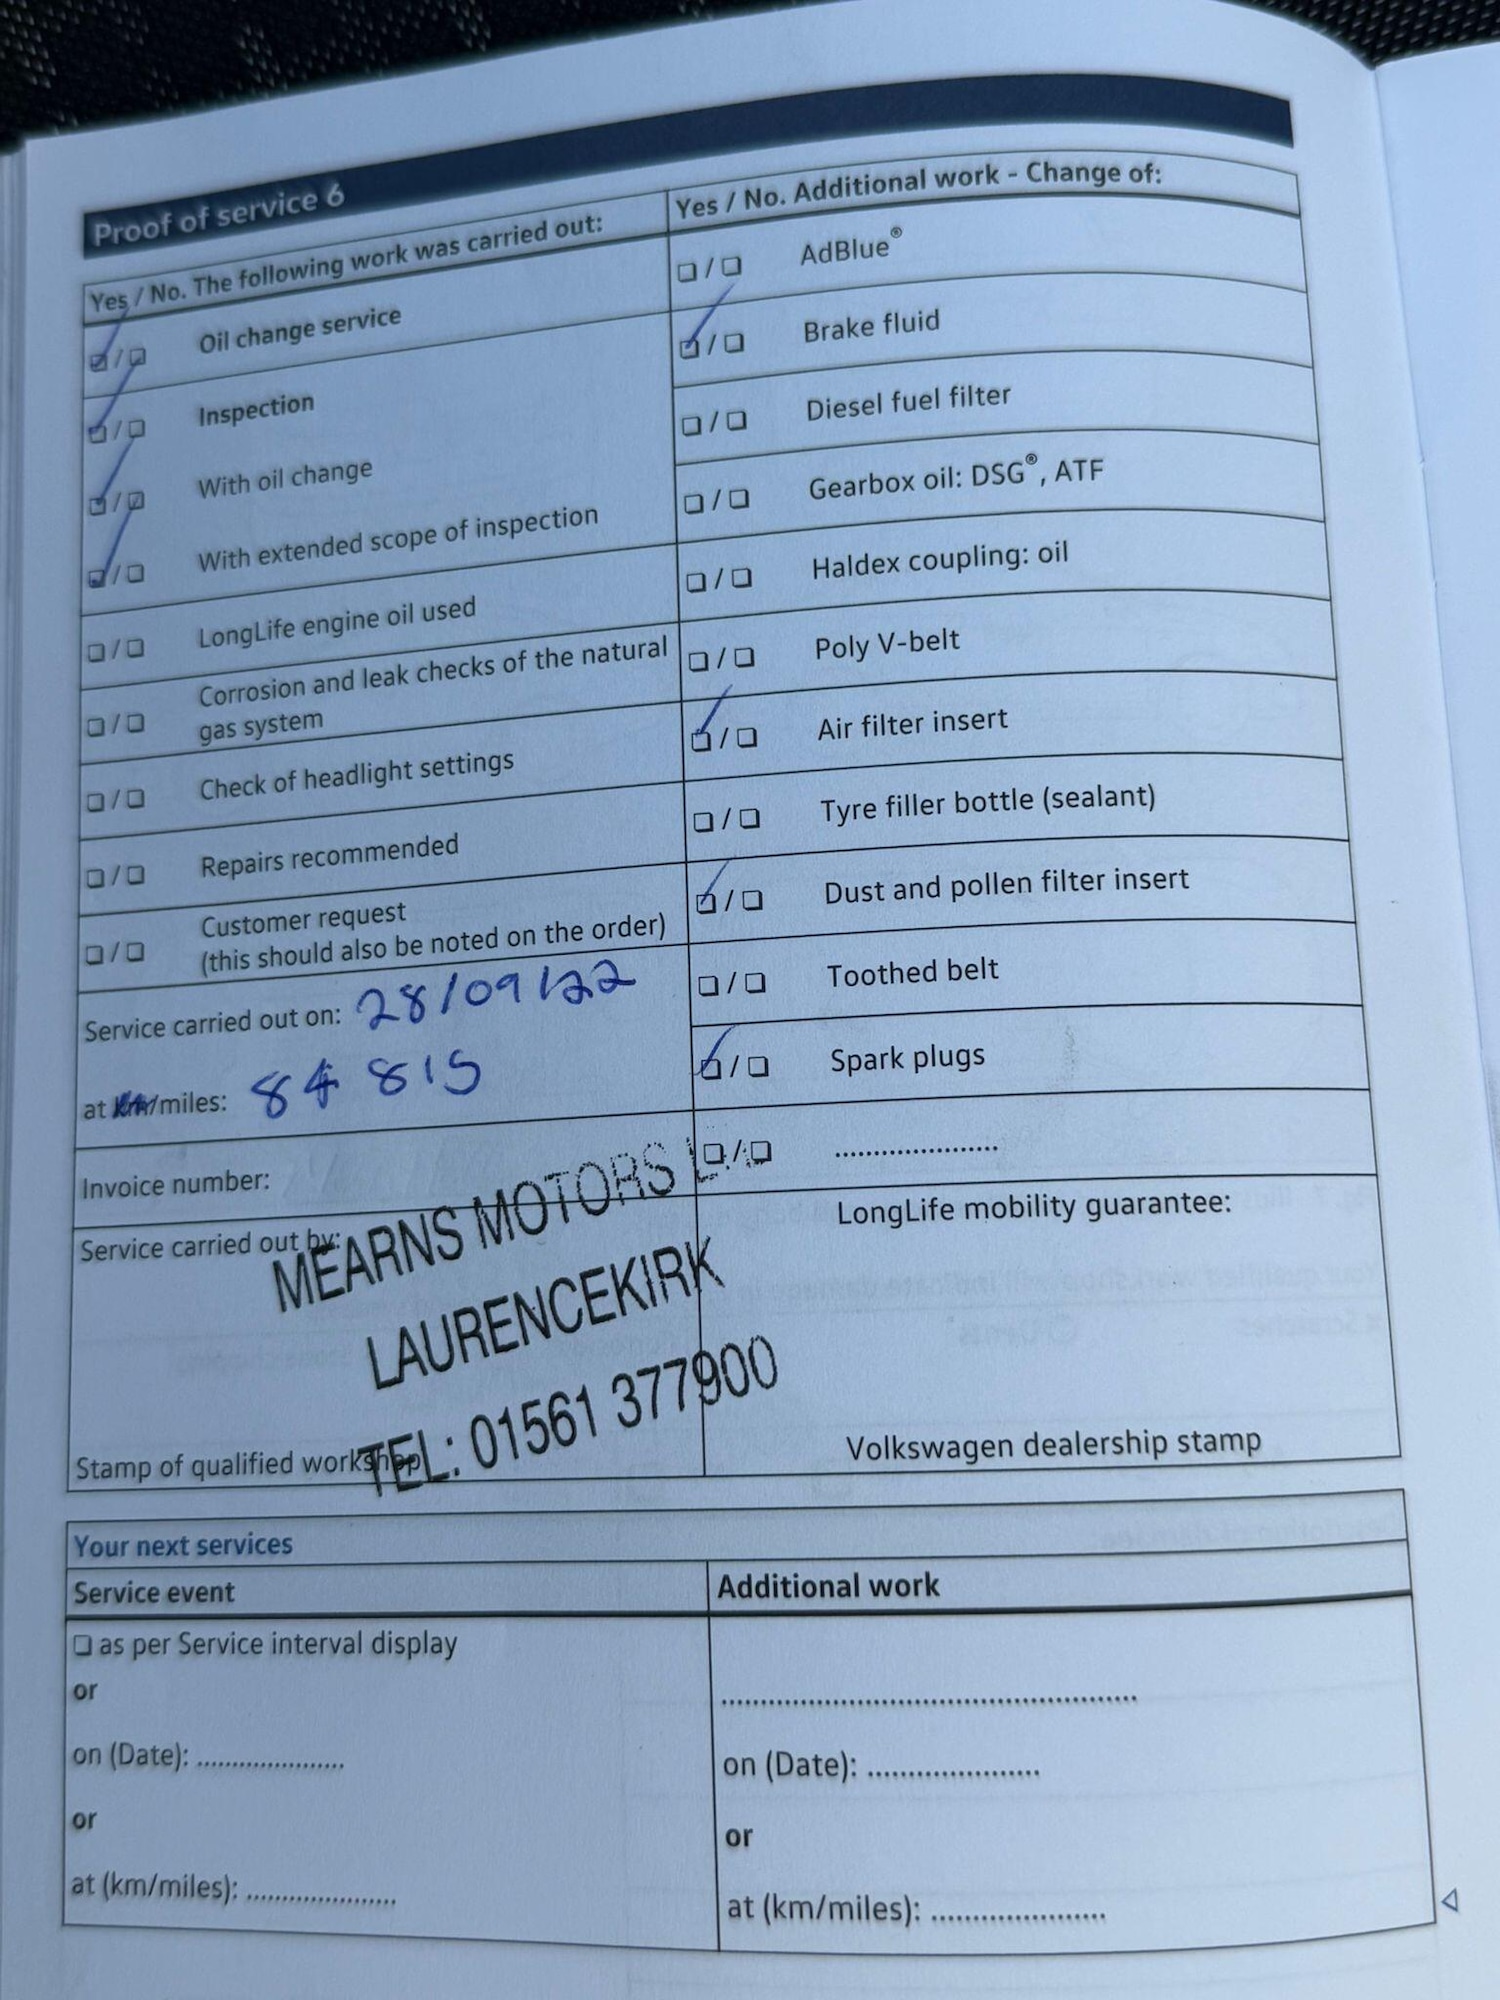 Proof of service 6
Yes / No. The following work was carried out:
☑/☐ Oil change service
☑/☐ Inspection
☑/☐ With oil change
☑/☐ With extended scope of inspection
☐/☐ LongLife engine oil used
☐/☐ Corrosion and leak checks of the natural
gas system
☐/☐ Check of headlight settings
☐/☐ Repairs recommended
☐/☐ Customer request
(this should also be noted on the order)
Service carried out on: 28/09/22
at km/miles: 84 815
Invoice number:
Service carried out by:
MEARNS MOTORS
LAURENCEKIRK
TEL: 01561 377900
Stamp of qualified workshop
Yes / No. Additional work - Change of:
☐/☐ AdBlue®
☑/☐ Brake fluid
☐/☐ Diesel fuel filter
☐/☐ Gearbox oil: DSG®, ATF
☐/☐ Haldex coupling: oil
☐/☐ Poly V-belt
☑/☐ Air filter insert
☐/☐ Tyre filler bottle (sealant)
☑/☐ Dust and pollen filter insert
☐/☐ Toothed belt
☑/☐ Spark plugs
☐/☐ .....................
LongLife mobility guarantee:
Volkswagen dealership stamp
Your next services
Service event
☐ as per Service interval display
or
on (Date): .....................
or
at (km/miles): .....................
Additional work
.....................................................
on (Date): .....................
or
at (km/miles): .....................